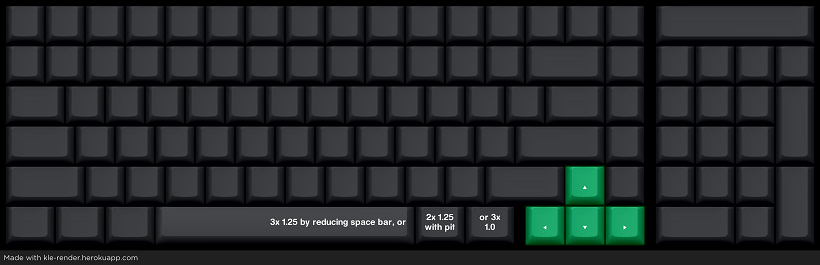 ▲
3x 1.25 by reducing space bar, or
2x 1.25
with pit
or 3x
1.0
◄
▼
►
Made with kle-render.herokuapp.com